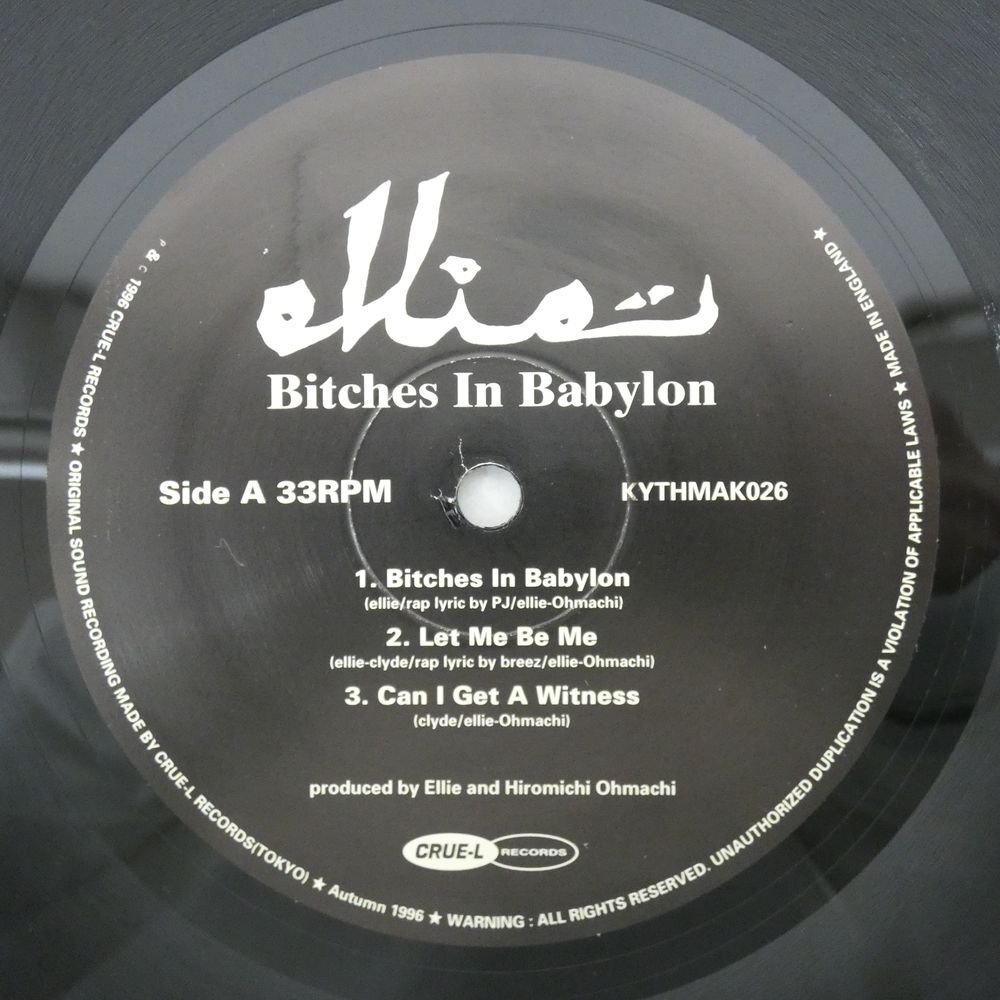 ellie
Bitches In Babylon
Side A 33RPM
KYTHMAK026
1. Bitches In Babylon
(ellie/rap lyric by PJ/ellie-Ohmachi)
2. Let Me Be Me
(ellie-clyde/rap lyric by breez/ellie-Ohmachi)
3. Can I Get A Witness
(clyde/ellie-Ohmachi)
produced by Ellie and Hiromichi Ohmachi
CRUE-L RECORDS
P & C 1996 CRUE-L RECORDS ★ ORIGINAL SOUND RECORDING MADE BY CRUE-L RECORDS(TOKYO) ★ Autumn 1996 ★ WARNING : ALL RIGHTS RESERVED. UNAUTHORIZED DUPLICATION IS A VIOLATION OF APPLICABLE LAWS ★ MADE IN ENGLAND ★